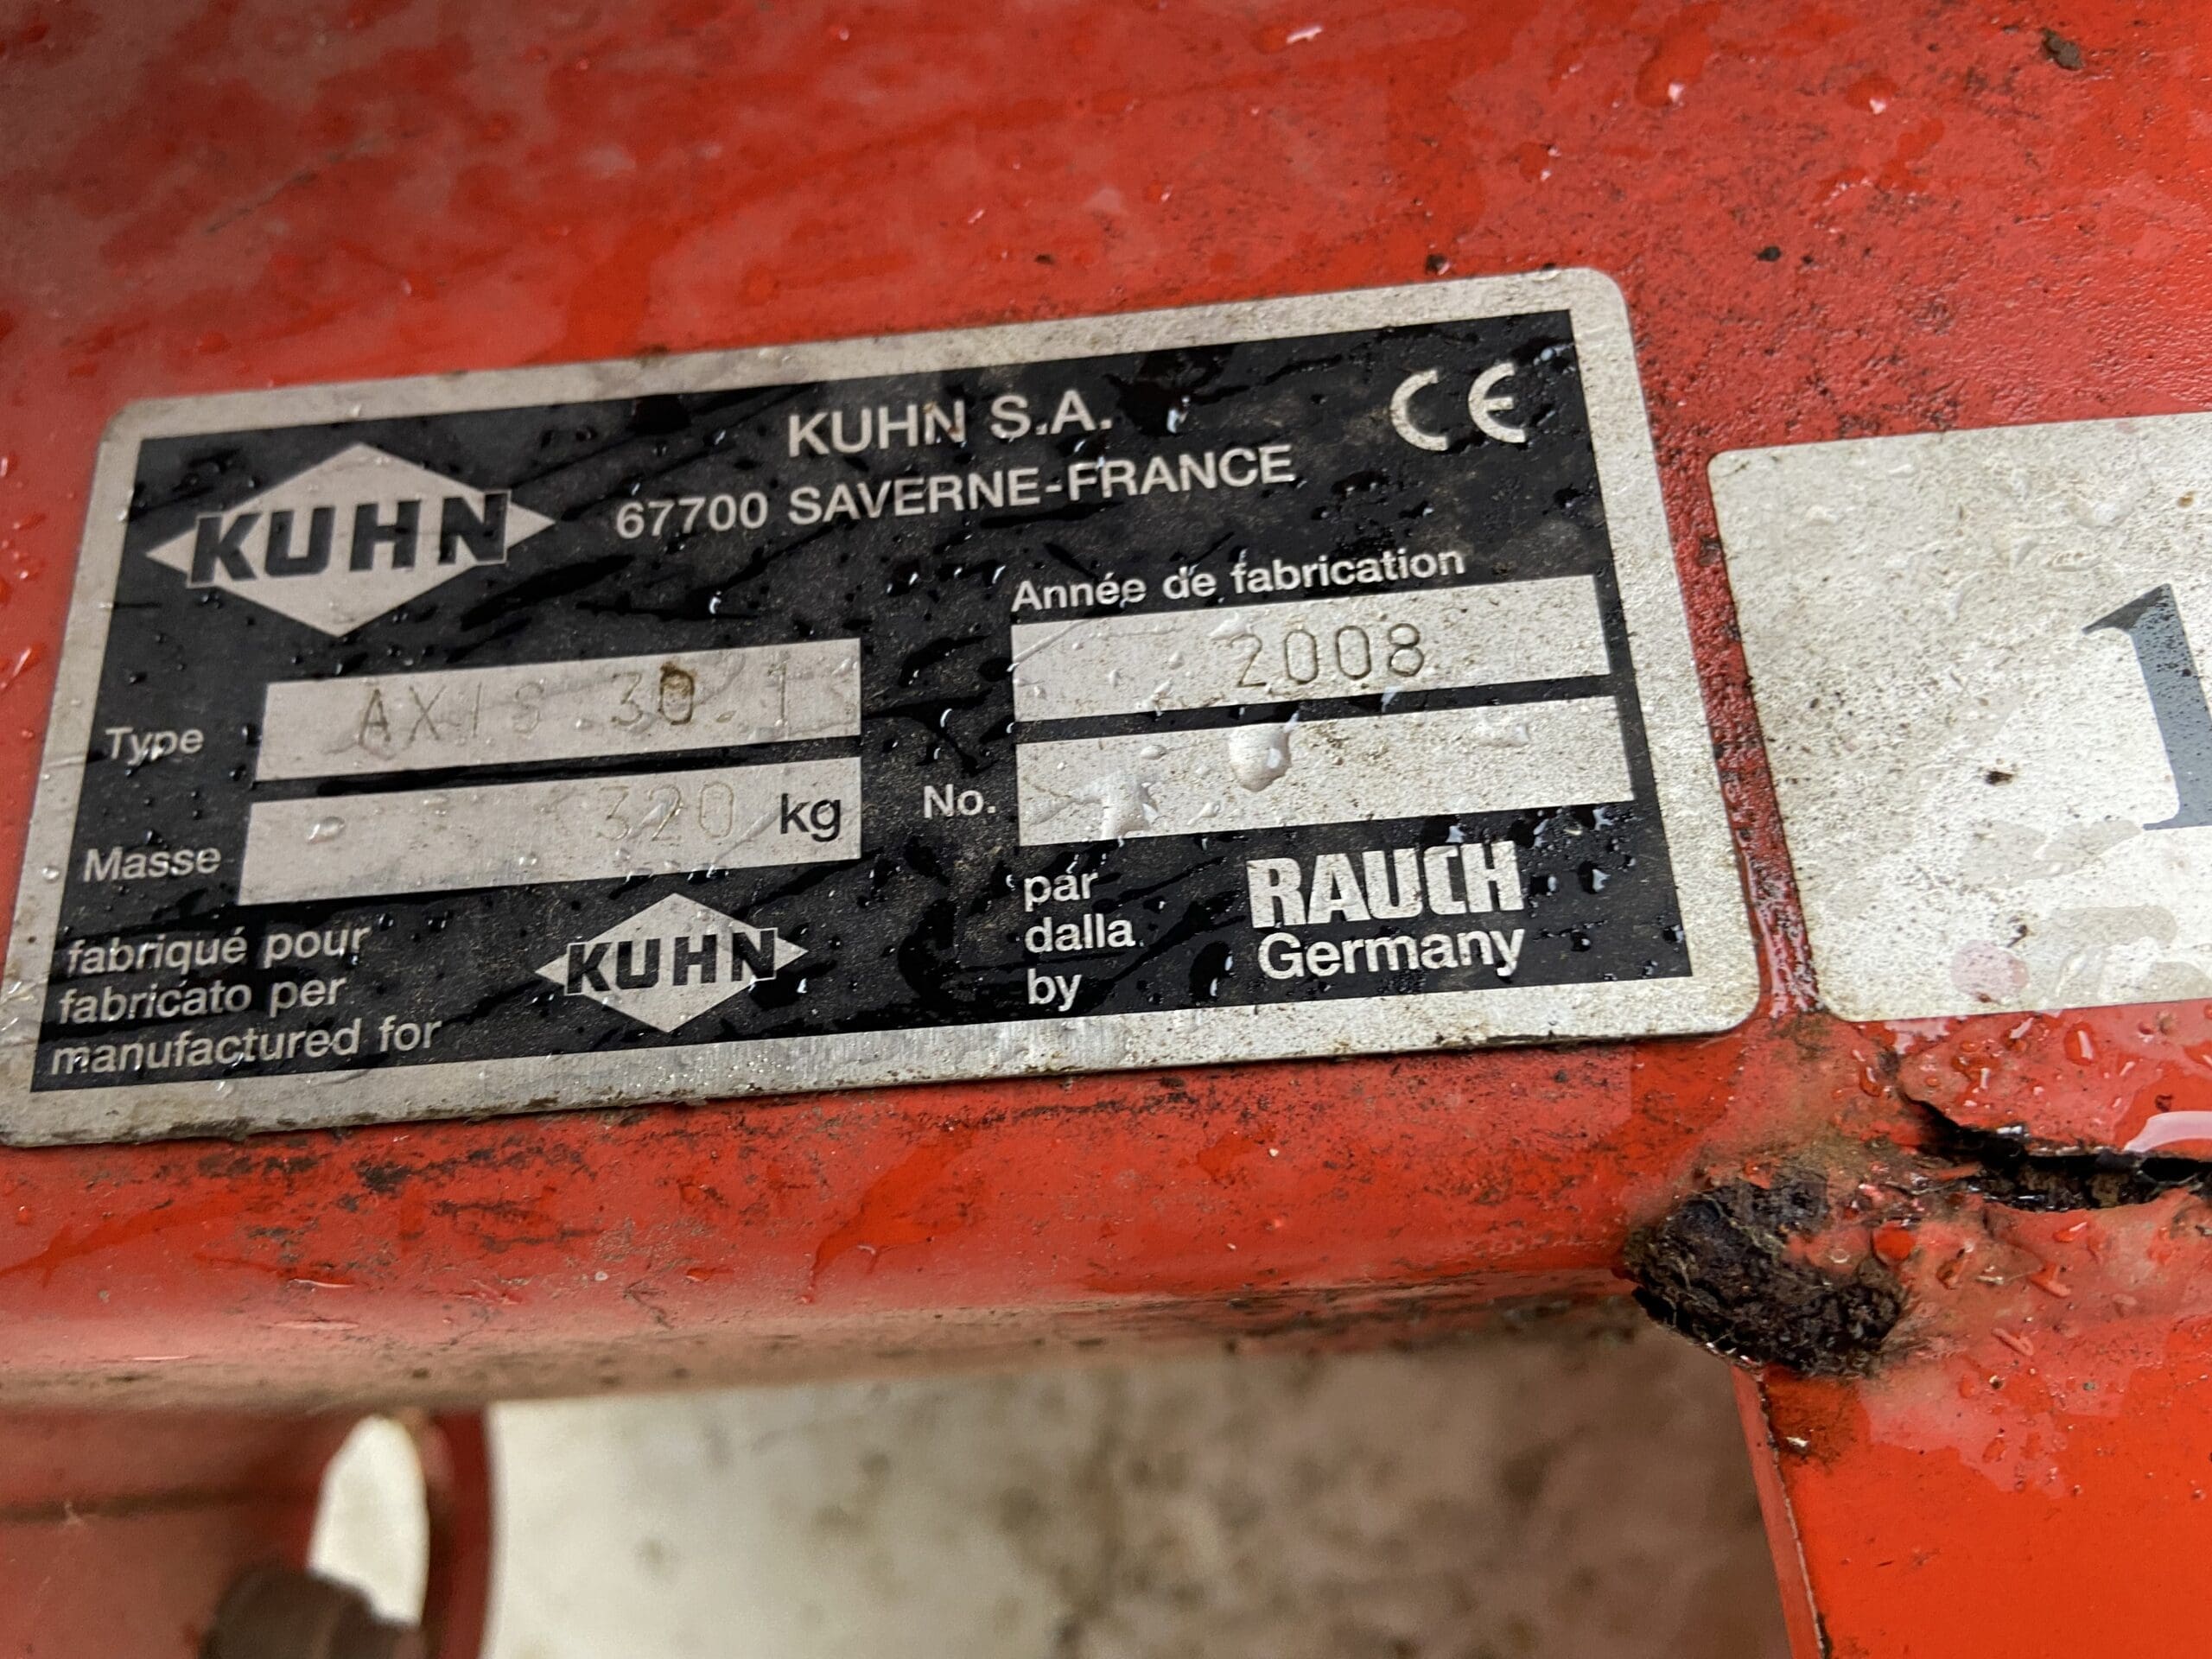 KUHN
KUHN S.A.
67700 SAVERNE-FRANCE
CE
Année de fabrication
2008
Type
AXIS 30.1
Masse
320 kg
No.
fabriqué pour
fabricato per
manufactured for
KUHN
par
dalla
by
RAUCH
Germany
1